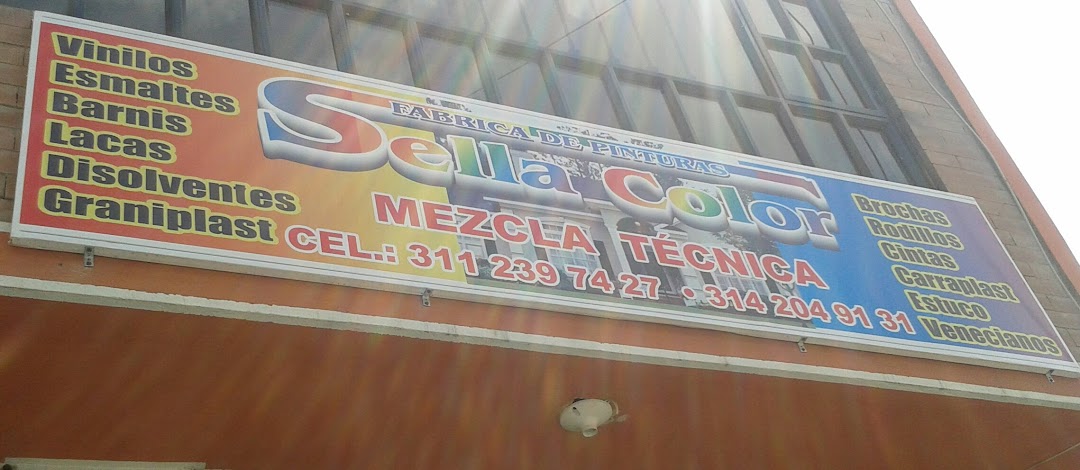 Vinilos
Esmaltes
Barnis
Lacas
Disolventes
Graniplast
FABRICA DE PINTURAS
Sella Color
MEZCLA TÉCNICA
CEL.: 311 239 74 27 • 314 204 91 31
Brochas
Rodillos
Cintas
Carraplast
Estuco
Venecianos